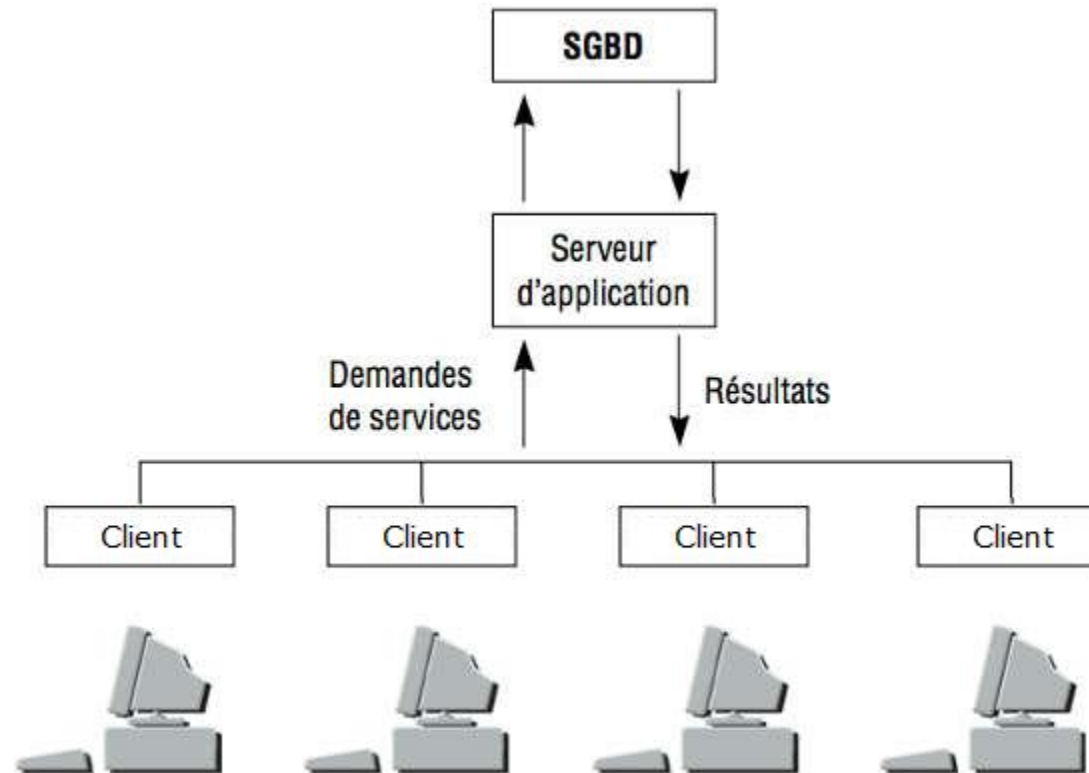 SGBD
Serveur
d'application
Demandes
de services
Résultats
Client
Client
Client
Client